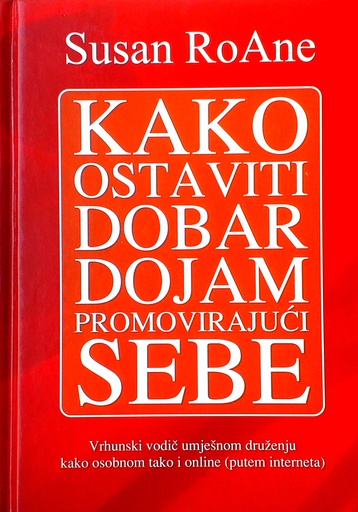 Susan RoAne
KAKO
OSTAVITI
DOBAR
DOJAM
PROMOVIRAJUĆI
SEBE
Vrhunski vodič umješnom druženju
kako osobnom tako i online (putem interneta)